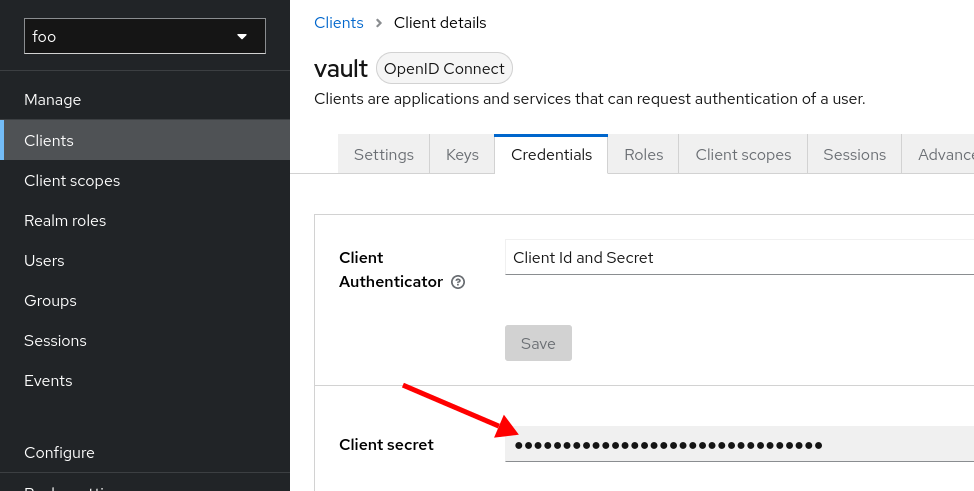 foo
Manage
Clients
Client scopes
Realm roles
Users
Groups
Sessions
Events
Configure
Clients > Client details
vault OpenID Connect
Clients are applications and services that can request authentication of a user.
Settings Keys Credentials Roles Client scopes Sessions Advance
Client
Authenticator ?
Client Id and Secret
Save
Client secret ●●●●●●●●●●●●●●●●●●●●●●●●●●●●●●●●